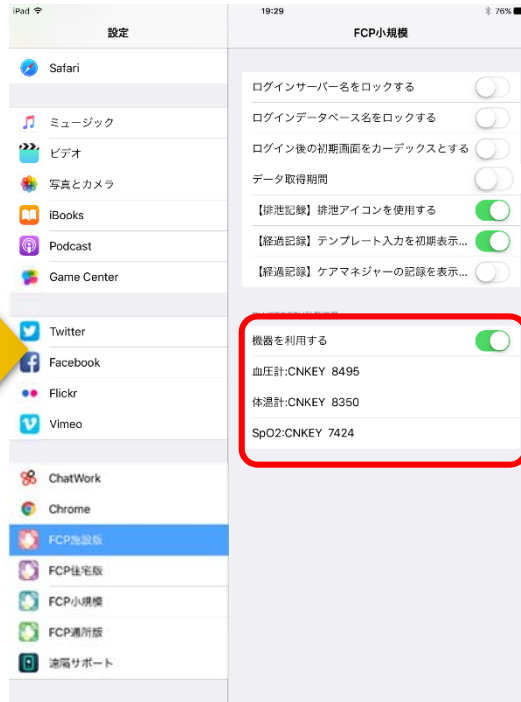 iPad 19:29 76%
設定
FCP小規模
Safari
ミュージック
ビデオ
写真とカメラ
iBooks
Podcast
Game Center
Twitter
Facebook
Flickr
Vimeo
ChatWork
Chrome
FCP施設版
FCP住宅版
FCP小規模
FCP通所版
遠隔サポート
ログインサーバー名をロックする
ログインデータベース名をロックする
ログイン後の初期画面をカーデックスとする
データ取得期間
【排泄記録】排泄アイコンを使用する
【経過記録】テンプレート入力を初期表示...
【経過記録】ケアマネジャーの記録を表示...
機器を利用する
血圧計:CNKEY 8495
体温計:CNKEY 8350
SpO2:CNKEY 7424